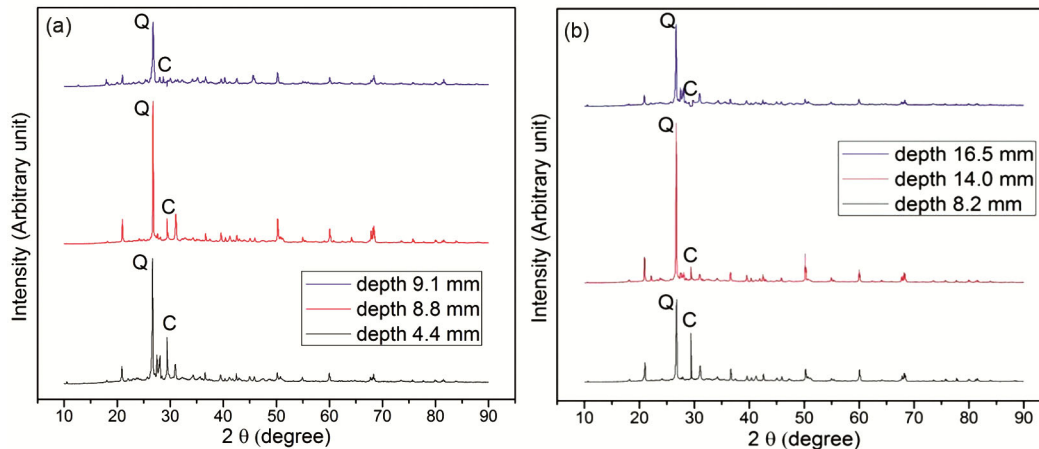 (a)
Q
C
Q
C
Q
C
depth 9.1 mm
depth 8.8 mm
depth 4.4 mm
Intensity (Arbitrary unit)
10 20 30 40 50 60 70 80 90
2 θ (degree)
(b)
Q
C
Q
C
Q
C
depth 16.5 mm
depth 14.0 mm
depth 8.2 mm
Intensity (Arbitrary unit)
10 20 30 40 50 60 70 80 90
2 θ (degree)